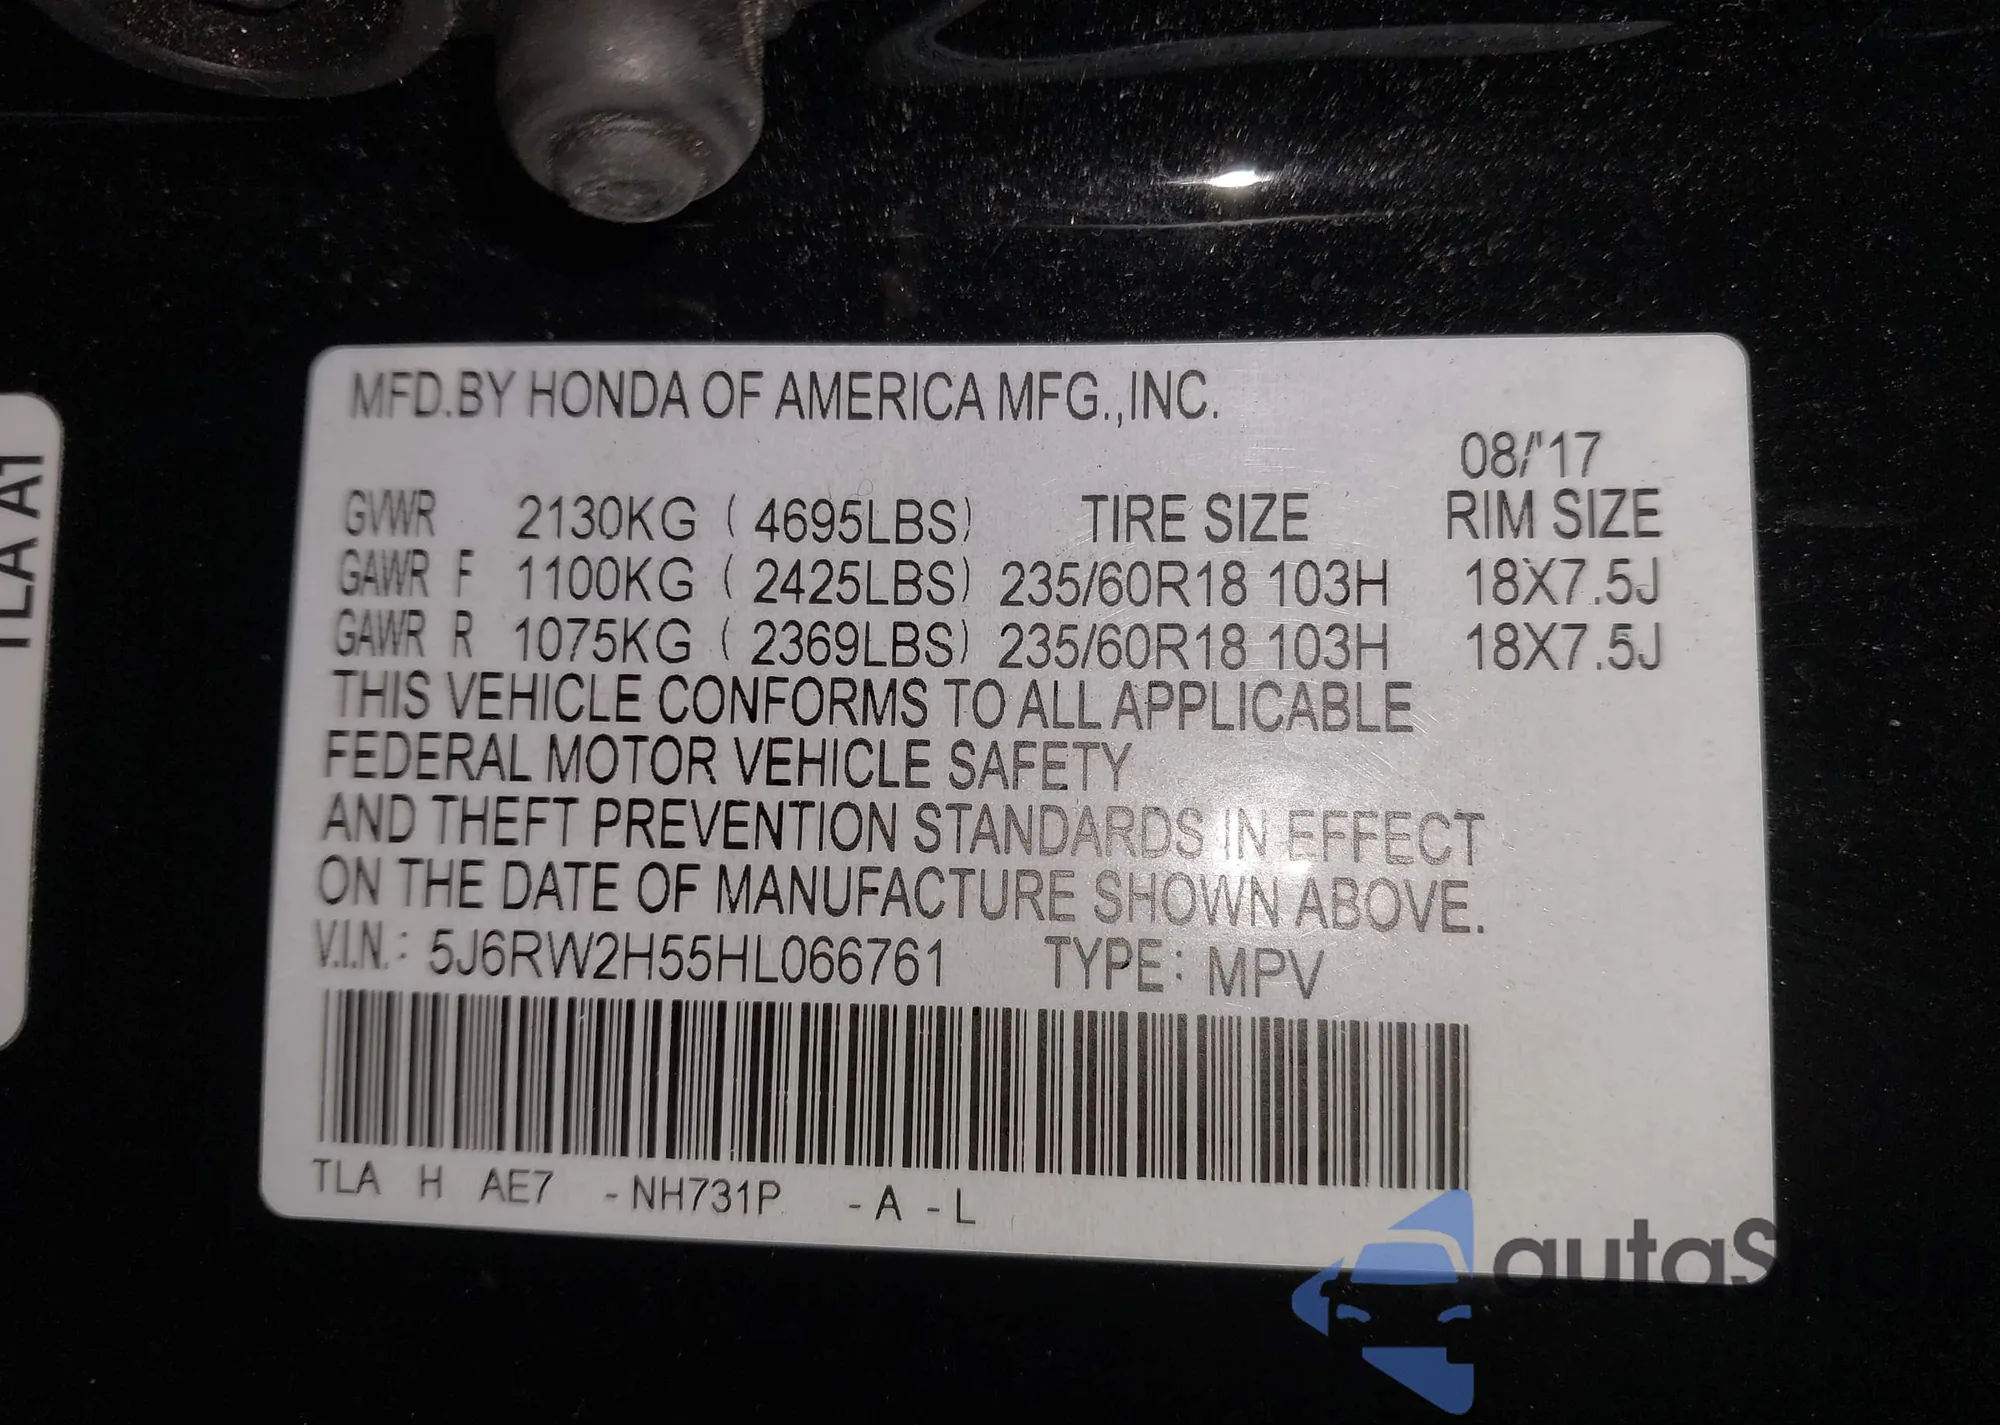 MFD.BY HONDA OF AMERICA MFG.,INC.
08/'17
GVWR 2130KG ( 4695LBS) TIRE SIZE RIM SIZE
GAWR F 1100KG ( 2425LBS) 235/60R18 103H 18X7.5J
GAWR R 1075KG ( 2369LBS) 235/60R18 103H 18X7.5J
THIS VEHICLE CONFORMS TO ALL APPLICABLE
FEDERAL MOTOR VEHICLE SAFETY
AND THEFT PREVENTION STANDARDS IN EFFECT
ON THE DATE OF MANUFACTURE SHOWN ABOVE.
V.I.N.: 5J6RW2H55HL066761 TYPE: MPV
TLA H AE7 -NH731P -A -L
TLA A1